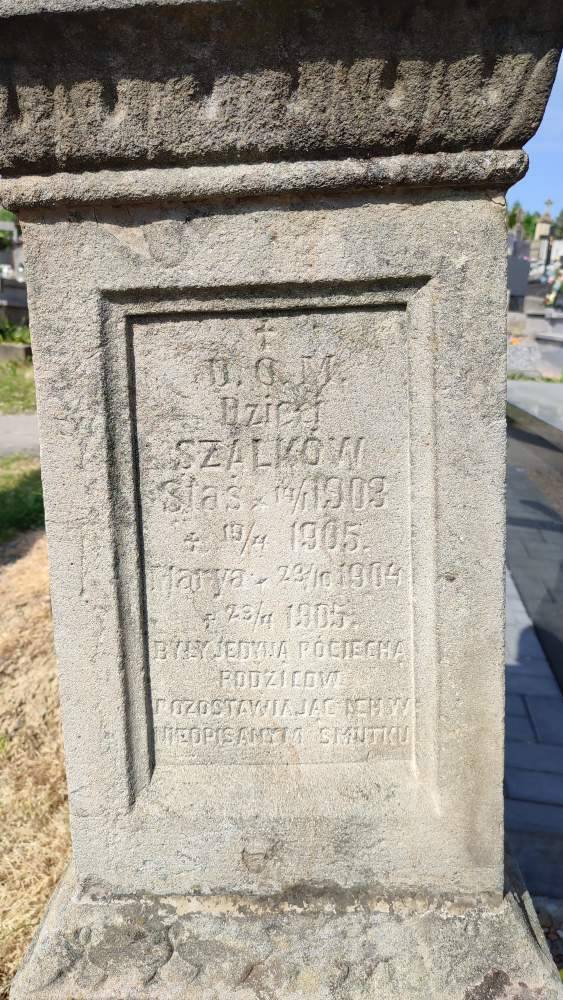 D. O. M.
Dzieci
SZALKÓW
Staś * 14/1 1903
+ 19/4 1905.
Marya * 23/10 1904
+ 23/4 1905.
BYŁY JEDYNĄ POCIECHĄ
RODZICÓW
POZOSTAWIAJĄC ICH W
NIEOPISANYM SMUTKU